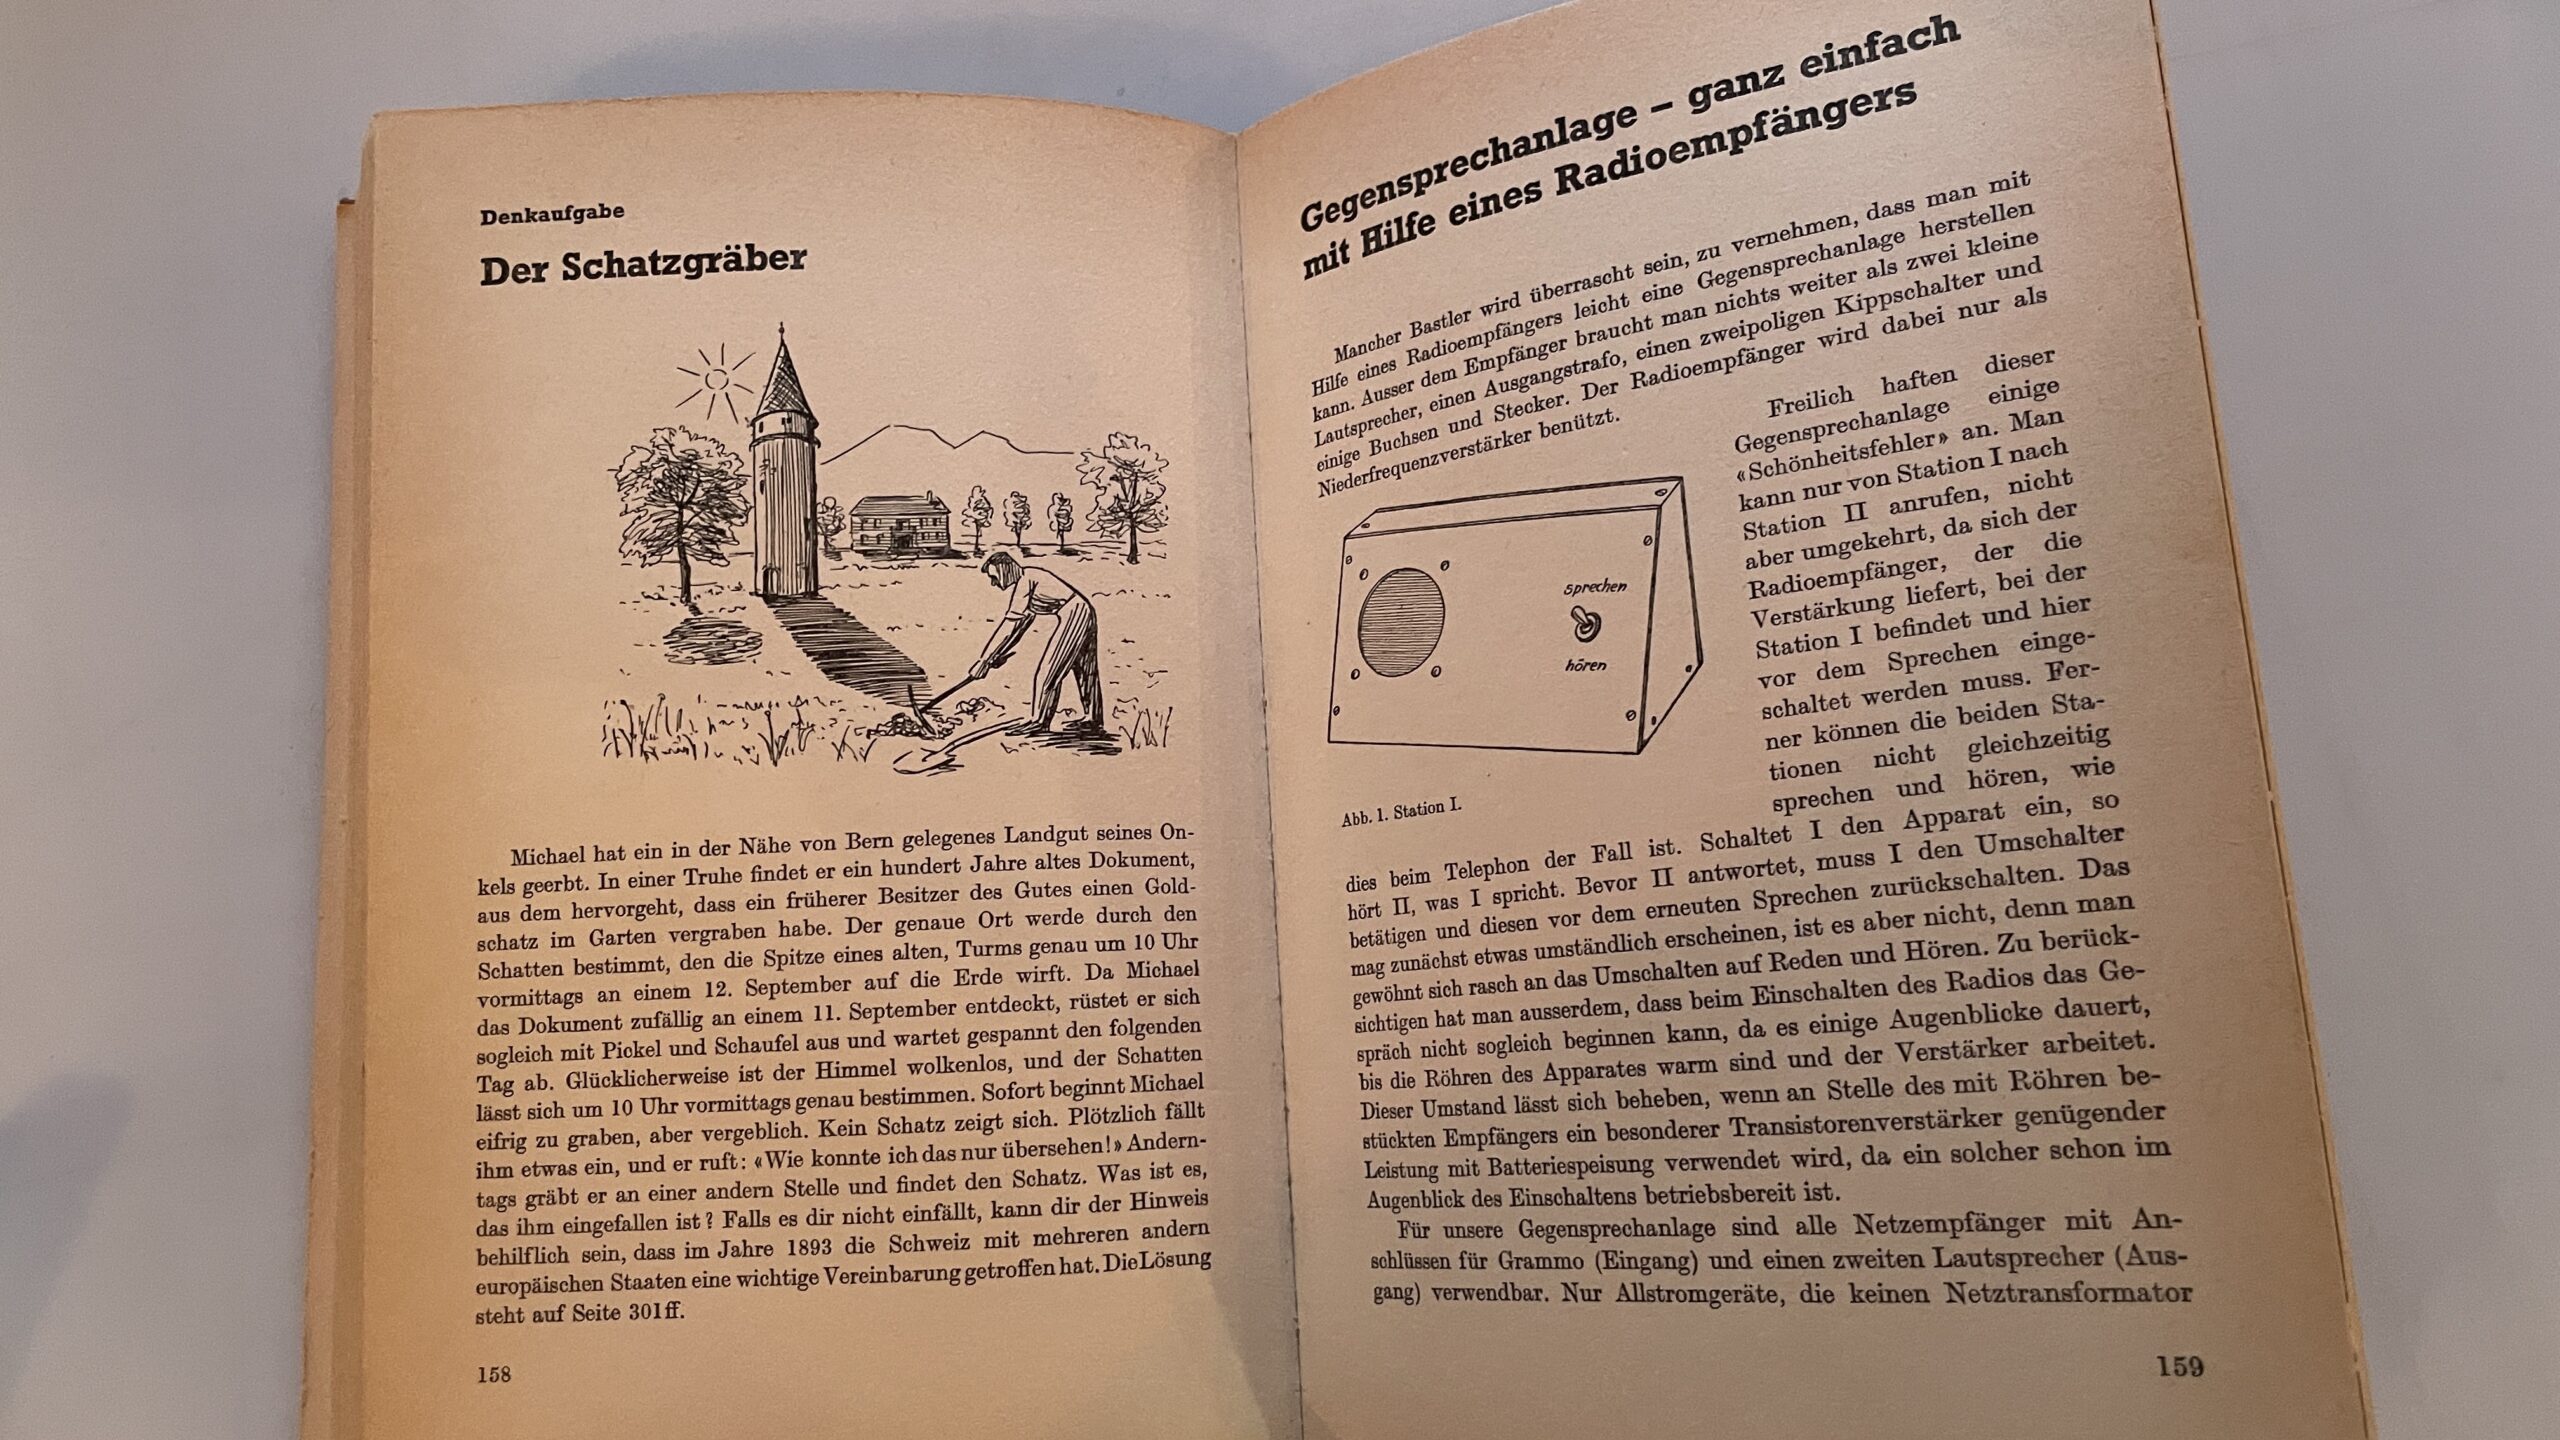 Denkaufgabe
Der Schatzgräber
Michael hat ein in der Nähe von Bern gelegenes Landgut seines On-
kels geerbt. In einer Truhe findet er ein hundert Jahre altes Dokument,
aus dem hervorgeht, dass ein früherer Besitzer des Gutes einen Gold-
schatz im Garten vergraben habe. Der genaue Ort werde durch den
Schatten bestimmt, den die Spitze eines alten, Turms genau um 10 Uhr
vormittags an einem 12. September auf die Erde wirft. Da Michael
das Dokument zufällig an einem 11. September entdeckt, rüstet er sich
sogleich mit Pickel und Schaufel aus und wartet gespannt den folgenden
Tag ab. Glücklicherweise ist der Himmel wolkenlos, und der Schatten
lässt sich um 10 Uhr vormittags genau bestimmen. Sofort beginnt Michael
eifrig zu graben, aber vergeblich. Kein Schatz zeigt sich. Plötzlich fällt
ihm etwas ein, und er ruft: «Wie konnte ich das nur übersehen!» Andern-
tags gräbt er an einer andern Stelle und findet den Schatz. Was ist es,
das ihm eingefallen ist? Falls es dir nicht einfällt, kann dir der Hinweis
behilflich sein, dass im Jahre 1893 die Schweiz mit mehreren andern
europäischen Staaten eine wichtige Vereinbarung getroffen hat. Die Lösung
steht auf Seite 301 ff.
158
Gegensprechanlage – ganz einfach
mit Hilfe eines Radioempfängers
Mancher Bastler wird überrascht sein, zu vernehmen, dass man mit
Hilfe eines Radioempfängers leicht eine Gegensprechanlage herstellen
kann. Ausser dem Empfänger braucht man nichts weiter als zwei kleine
Lautsprecher, einen Ausgangstrafo, einen zweipoligen Kippschalter und
einige Buchsen und Stecker. Der Radioempfänger wird dabei nur als
Niederfrequenzverstärker benützt.
Freilich haften dieser
Gegensprechanlage einige
«Schönheitsfehler» an. Man
kann nur von Station I nach
Station II anrufen, nicht
aber umgekehrt, da sich der
Radioempfänger, der die
Verstärkung liefert, bei der
Station I befindet und hier
vor dem Sprechen einge-
schaltet werden muss. Fer-
ner können die beiden Sta-
tionen nicht gleichzeitig
sprechen und hören, wie
sprechen
hören
Abb. 1. Station I.
dies beim Telephon der Fall ist. Schaltet I den Apparat ein, so
hört II, was I spricht. Bevor II antwortet, muss I den Umschalter
betätigen und diesen vor dem erneuten Sprechen zurückschalten. Das
mag zunächst etwas umständlich erscheinen, ist es aber nicht, denn man
gewöhnt sich rasch an das Umschalten auf Reden und Hören. Zu berück-
sichtigen hat man ausserdem, dass beim Einschalten des Radios das Ge-
spräch nicht sogleich beginnen kann, da es einige Augenblicke dauert,
bis die Röhren des Apparates warm sind und der Verstärker arbeitet.
Dieser Umstand lässt sich beheben, wenn an Stelle des mit Röhren be-
stückten Empfängers ein besonderer Transistorenverstärker genügender
Leistung mit Batteriespeisung verwendet wird, da ein solcher schon im
Augenblick des Einschaltens betriebsbereit ist.
Für unsere Gegensprechanlage sind alle Netzempfänger mit An-
schlüssen für Grammo (Eingang) und einen zweiten Lautsprecher (Aus-
gang) verwendbar. Nur Allstromgeräte, die keinen Netztransformator
159